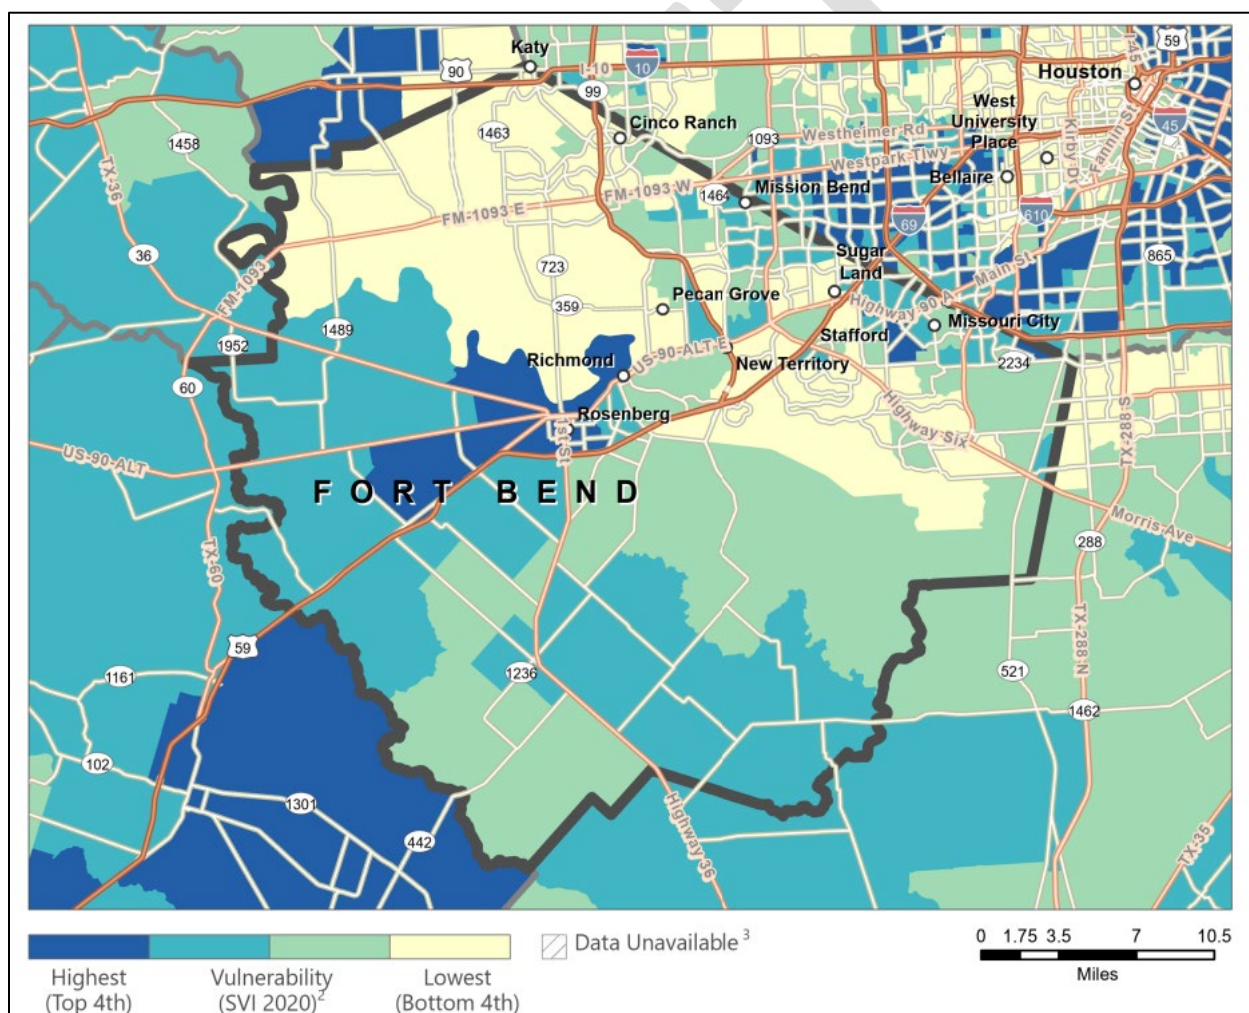 Katy
90
I-10
10
99
I-45
59
Houston
1458
1463
Cinco Ranch
1093
Westheimer Rd
West
University
Place
Kirby Dr
Fannin St
45
TX-36
Westpark Tlwy
Bellaire
FM-1093 W
1464
Mission Bend
FM-1093 E
69
610
36
FM-1093
723
Sugar
Land
Main St
865
Pecan Grove
359
Highway 90 A
1489
Stafford
Missouri City
1952
Richmond
US-90-ALT E
New Territory
2234
60
Rosenberg
1st St
Highway Six
TX-288 S
US-90-ALT
FORT BEND
Morris Ave
288
TX-60
59
TX-288 N
1161
1236
521
1462
102
1301
442
Highway 36
TX-35
Highest
(Top 4th)
Vulnerability
(SVI 2020)2
Lowest
(Bottom 4th)
Data Unavailable 3
0 1.75 3.5 7 10.5
Miles